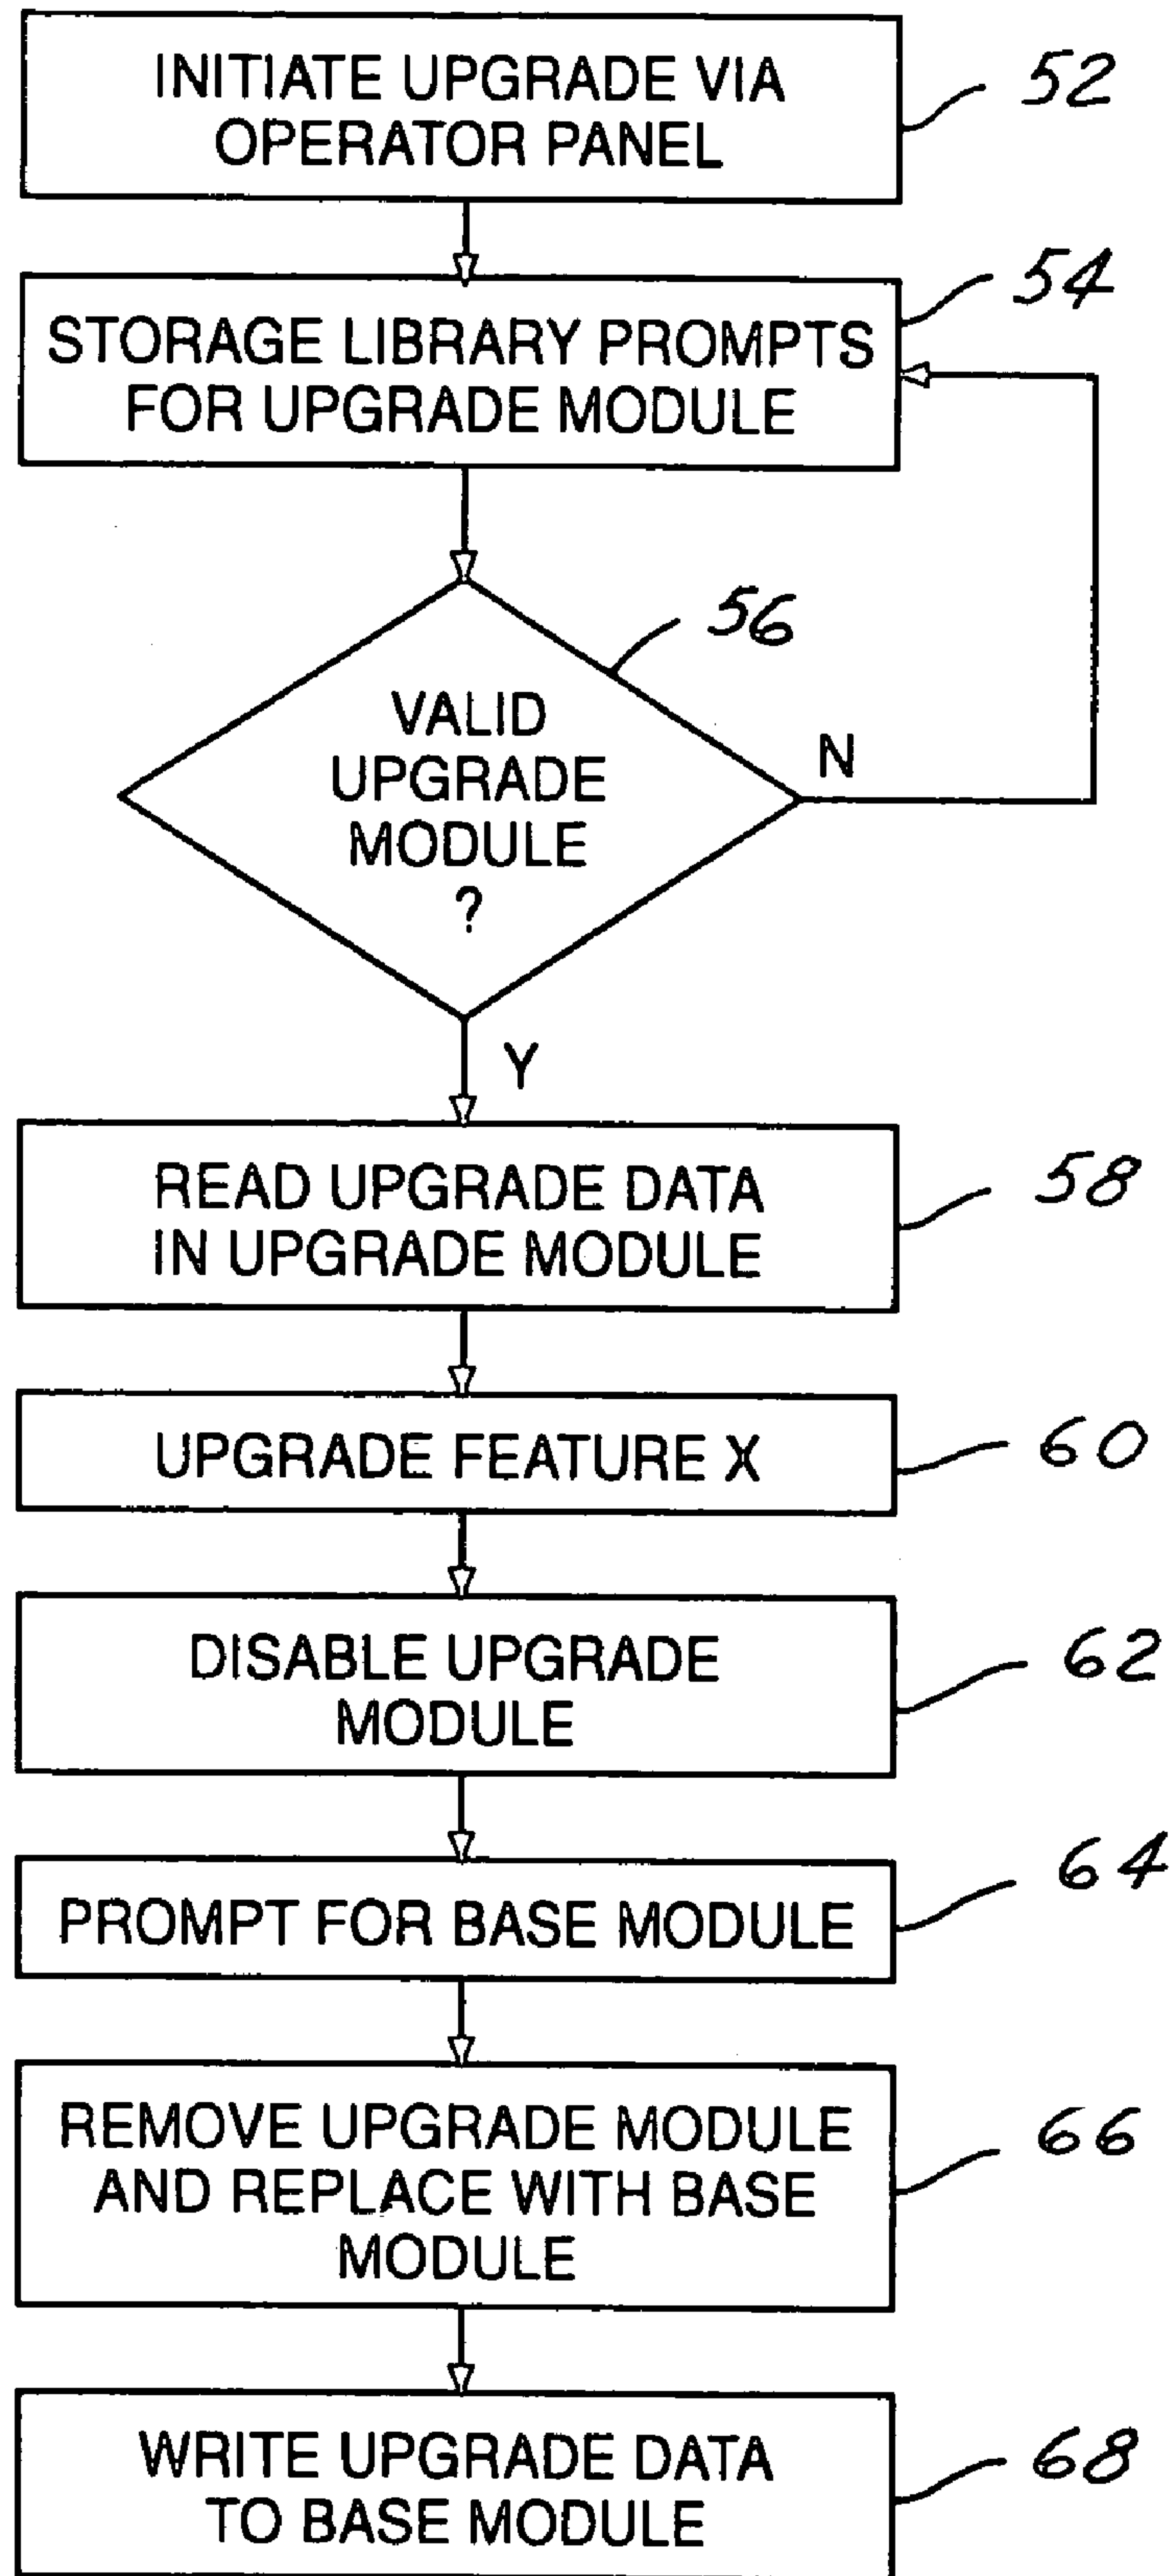 INITIATE UPGRADE VIA
OPERATOR PANEL
52
STORAGE LIBRARY PROMPTS
FOR UPGRADE MODULE
54
VALID
UPGRADE
MODULE
?
56
N
Y
READ UPGRADE DATA
IN UPGRADE MODULE
58
UPGRADE FEATURE X
60
DISABLE UPGRADE
MODULE
62
PROMPT FOR BASE MODULE
64
REMOVE UPGRADE MODULE
AND REPLACE WITH BASE
MODULE
66
WRITE UPGRADE DATA
TO BASE MODULE
68